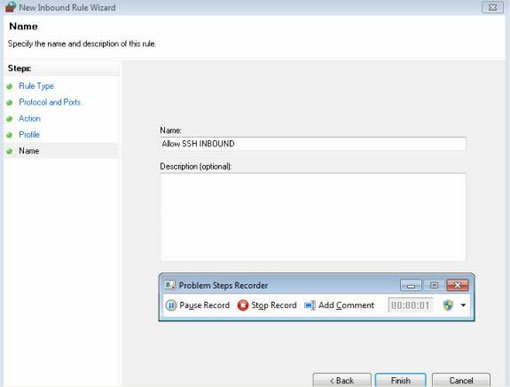 New Inbound Rule Wizard
Name
Specify the name and description of this rule.
Steps:
Rule Type
Protocol and Ports
Action
Profile
Name
Name:
Allow SSH INBOUND
Description (optional):
Problem Steps Recorder
Pause Record Stop Record Add Comment 00:00:01
< Back Finish Cancel